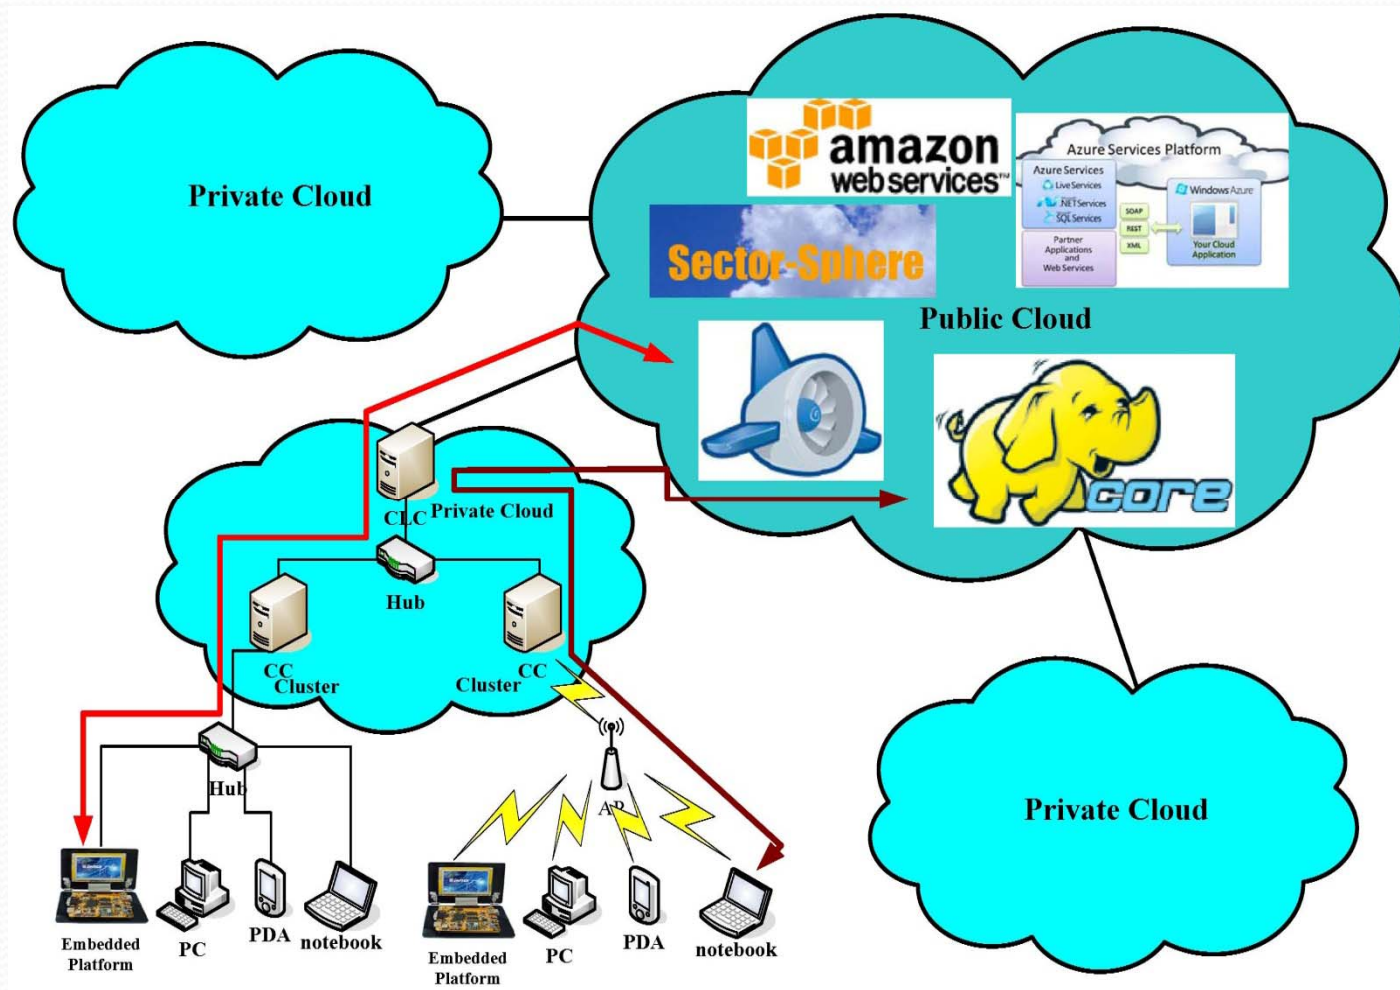 Private Cloud
amazon
webservices™
Azure Services Platform
Azure Services
Live Services
.NET Services
SQL Services
Partner
Applications
and
Web Services
SOAP
REST
XML
Windows Azure
Your Cloud
Application
Sector-Sphere
Public Cloud
core
CLC
Private Cloud
Hub
CC
Cluster
CC
Cluster
Hub
AP
Embedded
Platform
PC
PDA
notebook
Embedded
Platform
PC
PDA
notebook
Private Cloud